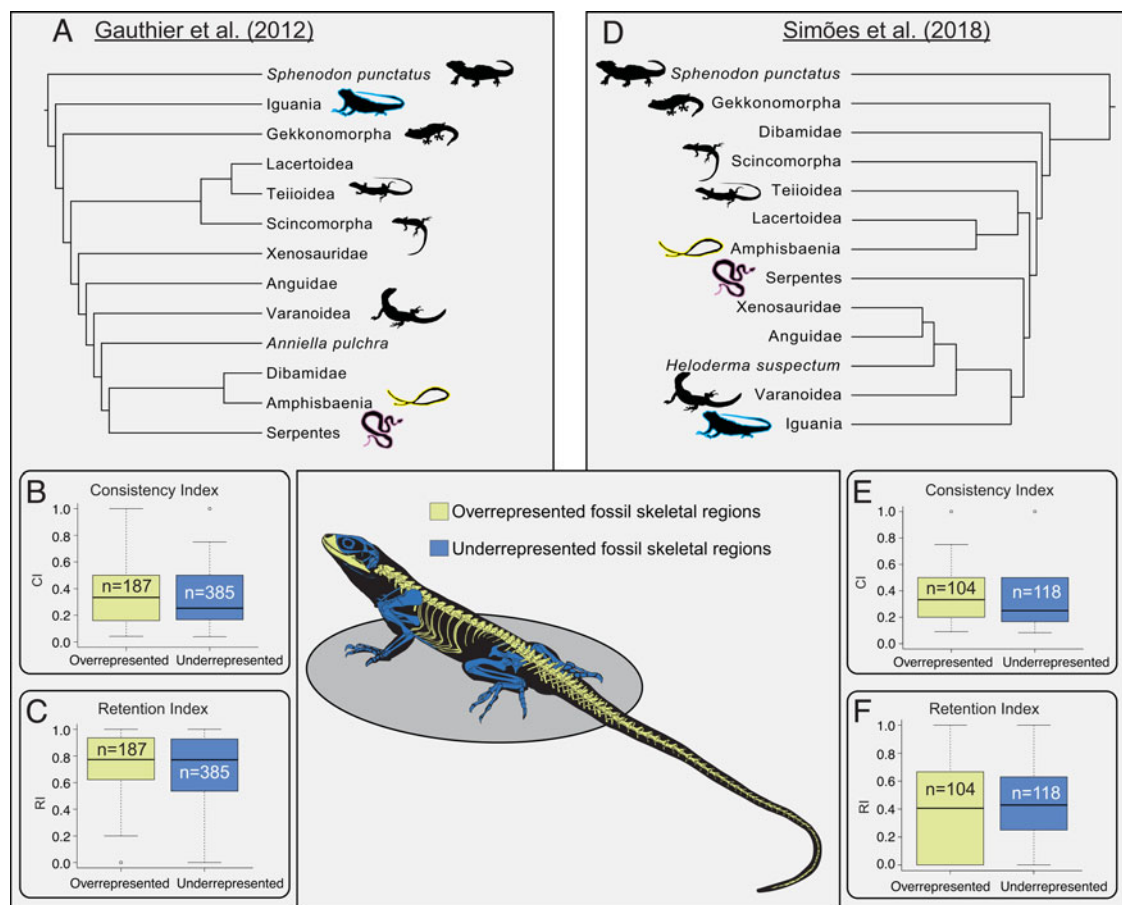 A Gauthier et al. (2012)
Sphenodon punctatus
Iguania
Gekkonomorpha
Lacertoidea
Teiioidea
Scincomorpha
Xenosauridae
Anguidae
Varanoidea
Anniella pulchra
Dibamidae
Amphisbaenia
Serpentes
D Simões et al. (2018)
Sphenodon punctatus
Gekkonomorpha
Dibamidae
Scincomorpha
Teiioidea
Lacertoidea
Amphisbaenia
Serpentes
Xenosauridae
Anguidae
Heloderma suspectum
Varanoidea
Iguania
B Consistency Index
CI
1.0
0.8
0.6
0.4
0.2
0.0
n=187
n=385
Overrepresented Underrepresented
C Retention Index
RI
1.0
0.8
0.6
0.4
0.2
0.0
n=187
n=385
Overrepresented Underrepresented
Overrepresented fossil skeletal regions
Underrepresented fossil skeletal regions
E Consistency Index
CI
1.0
0.8
0.6
0.4
0.2
0.0
n=104
n=118
Overrepresented Underrepresented
F Retention Index
RI
1.0
0.8
0.6
0.4
0.2
0.0
n=104
n=118
Overrepresented Underrepresented